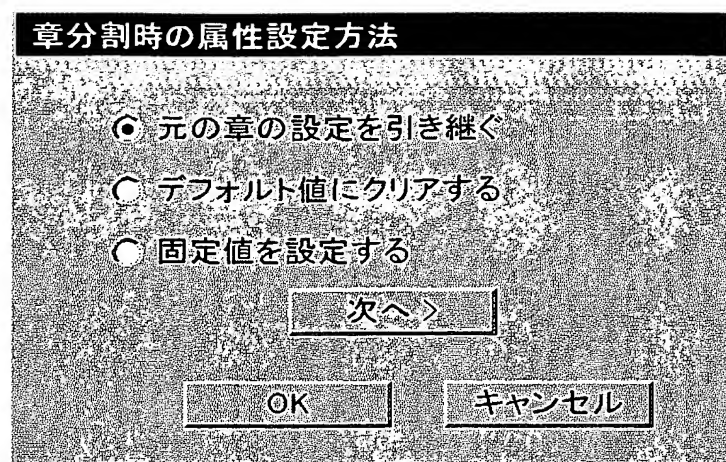 章分割時の属性設定方法
元の章の設定を引き継ぐ
デフォルト値にクリアする
固定値を設定する
次へ >
OK キャンセル